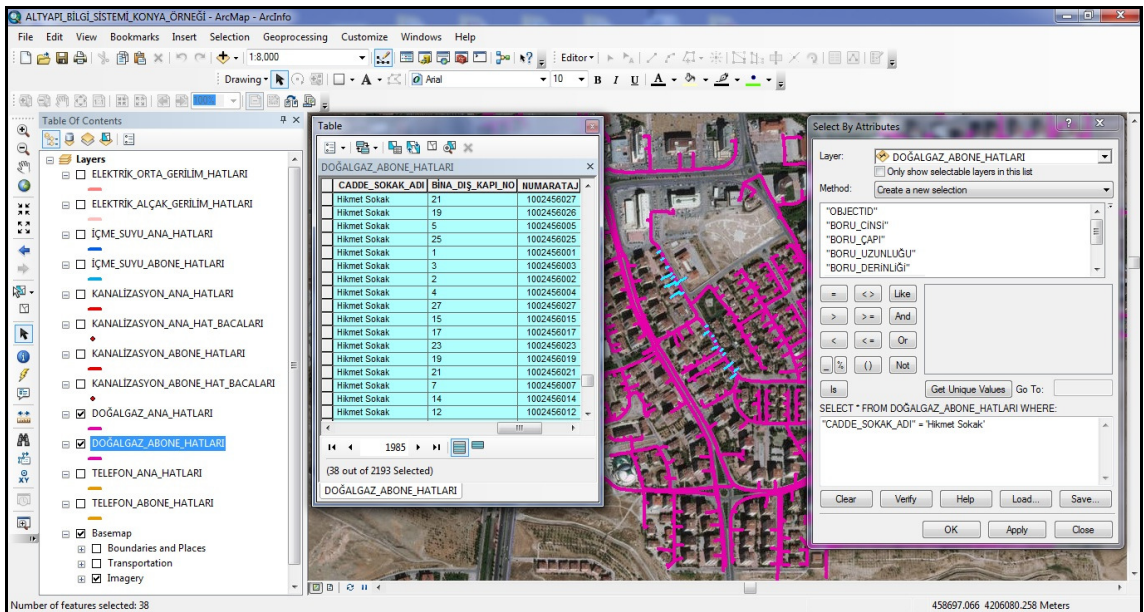 ALTYAPI_BİLGİ_SİSTEMİ_KONYA_ÖRNEĞİ - ArcMap - ArcInfo
File Edit View Bookmarks Insert Selection Geoprocessing Customize Windows Help
1:8,000 Editor
Drawing A Arial 10 B I U A
100%
Table Of Contents
Layers
ELEKTRİK_ORTA_GERİLİM_HATLARI
ELEKTRİK_ALÇAK_GERİLİM_HATLARI
İÇME_SUYU_ANA_HATLARI
İÇME_SUYU_ABONE_HATLARI
KANALİZASYON_ANA_HATLARI
KANALİZASYON_ANA_HAT_BACALARI
KANALİZASYON_ABONE_HATLARI
KANALİZASYON_ABONE_HAT_BACALARI
DOĞALGAZ_ANA_HATLARI
DOĞALGAZ_ABONE_HATLARI
TELEFON_ANA_HATLARI
TELEFON_ABONE_HATLARI
Basemap
Boundaries and Places
Transportation
Imagery
Table
DOĞALGAZ_ABONE_HATLARI
CADDE_SOKAK_ADI BİNA_DIŞ_KAPI_NO NUMARATAJ
Hikmet Sokak 21 1002456027
Hikmet Sokak 19 1002456026
Hikmet Sokak 5 1002456005
Hikmet Sokak 25 1002456025
Hikmet Sokak 1 1002456001
Hikmet Sokak 3 1002456003
Hikmet Sokak 2 1002456002
Hikmet Sokak 4 1002456004
Hikmet Sokak 27 1002456027
Hikmet Sokak 15 1002456015
Hikmet Sokak 17 1002456017
Hikmet Sokak 23 1002456023
Hikmet Sokak 19 1002456019
Hikmet Sokak 21 1002456021
Hikmet Sokak 7 1002456007
Hikmet Sokak 14 1002456014
Hikmet Sokak 12 1002456012
1985
(38 out of 2193 Selected)
DOĞALGAZ_ABONE_HATLARI
Select By Attributes
Layer: DOĞALGAZ_ABONE_HATLARI
Only show selectable layers in this list
Method: Create a new selection
"OBJECTID"
"BORU_CİNSİ"
"BORU_ÇAPI"
"BORU_UZUNLUĞU"
"BORU_DERİNLİĞİ"
= <> Like
> >= And
< <= Or
_ % () Not
Is Get Unique Values Go To:
SELECT * FROM DOĞALGAZ_ABONE_HATLARI WHERE:
"CADDE_SOKAK_ADI" = 'Hikmet Sokak'
Clear Verify Help Load... Save...
OK Apply Close
Number of features selected: 38
458697.066 4206080.258 Meters